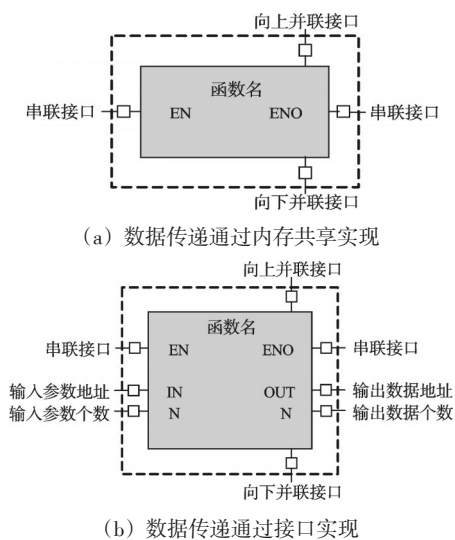 向上并联接口
函数名
串联接口 EN ENO 串联接口
向下并联接口
（a）数据传递通过内存共享实现
向上并联接口
函数名
串联接口 EN ENO 串联接口
输入参数地址 IN OUT 输出数据地址
输入参数个数 N N 输出数据个数
向下并联接口
（b）数据传递通过接口实现